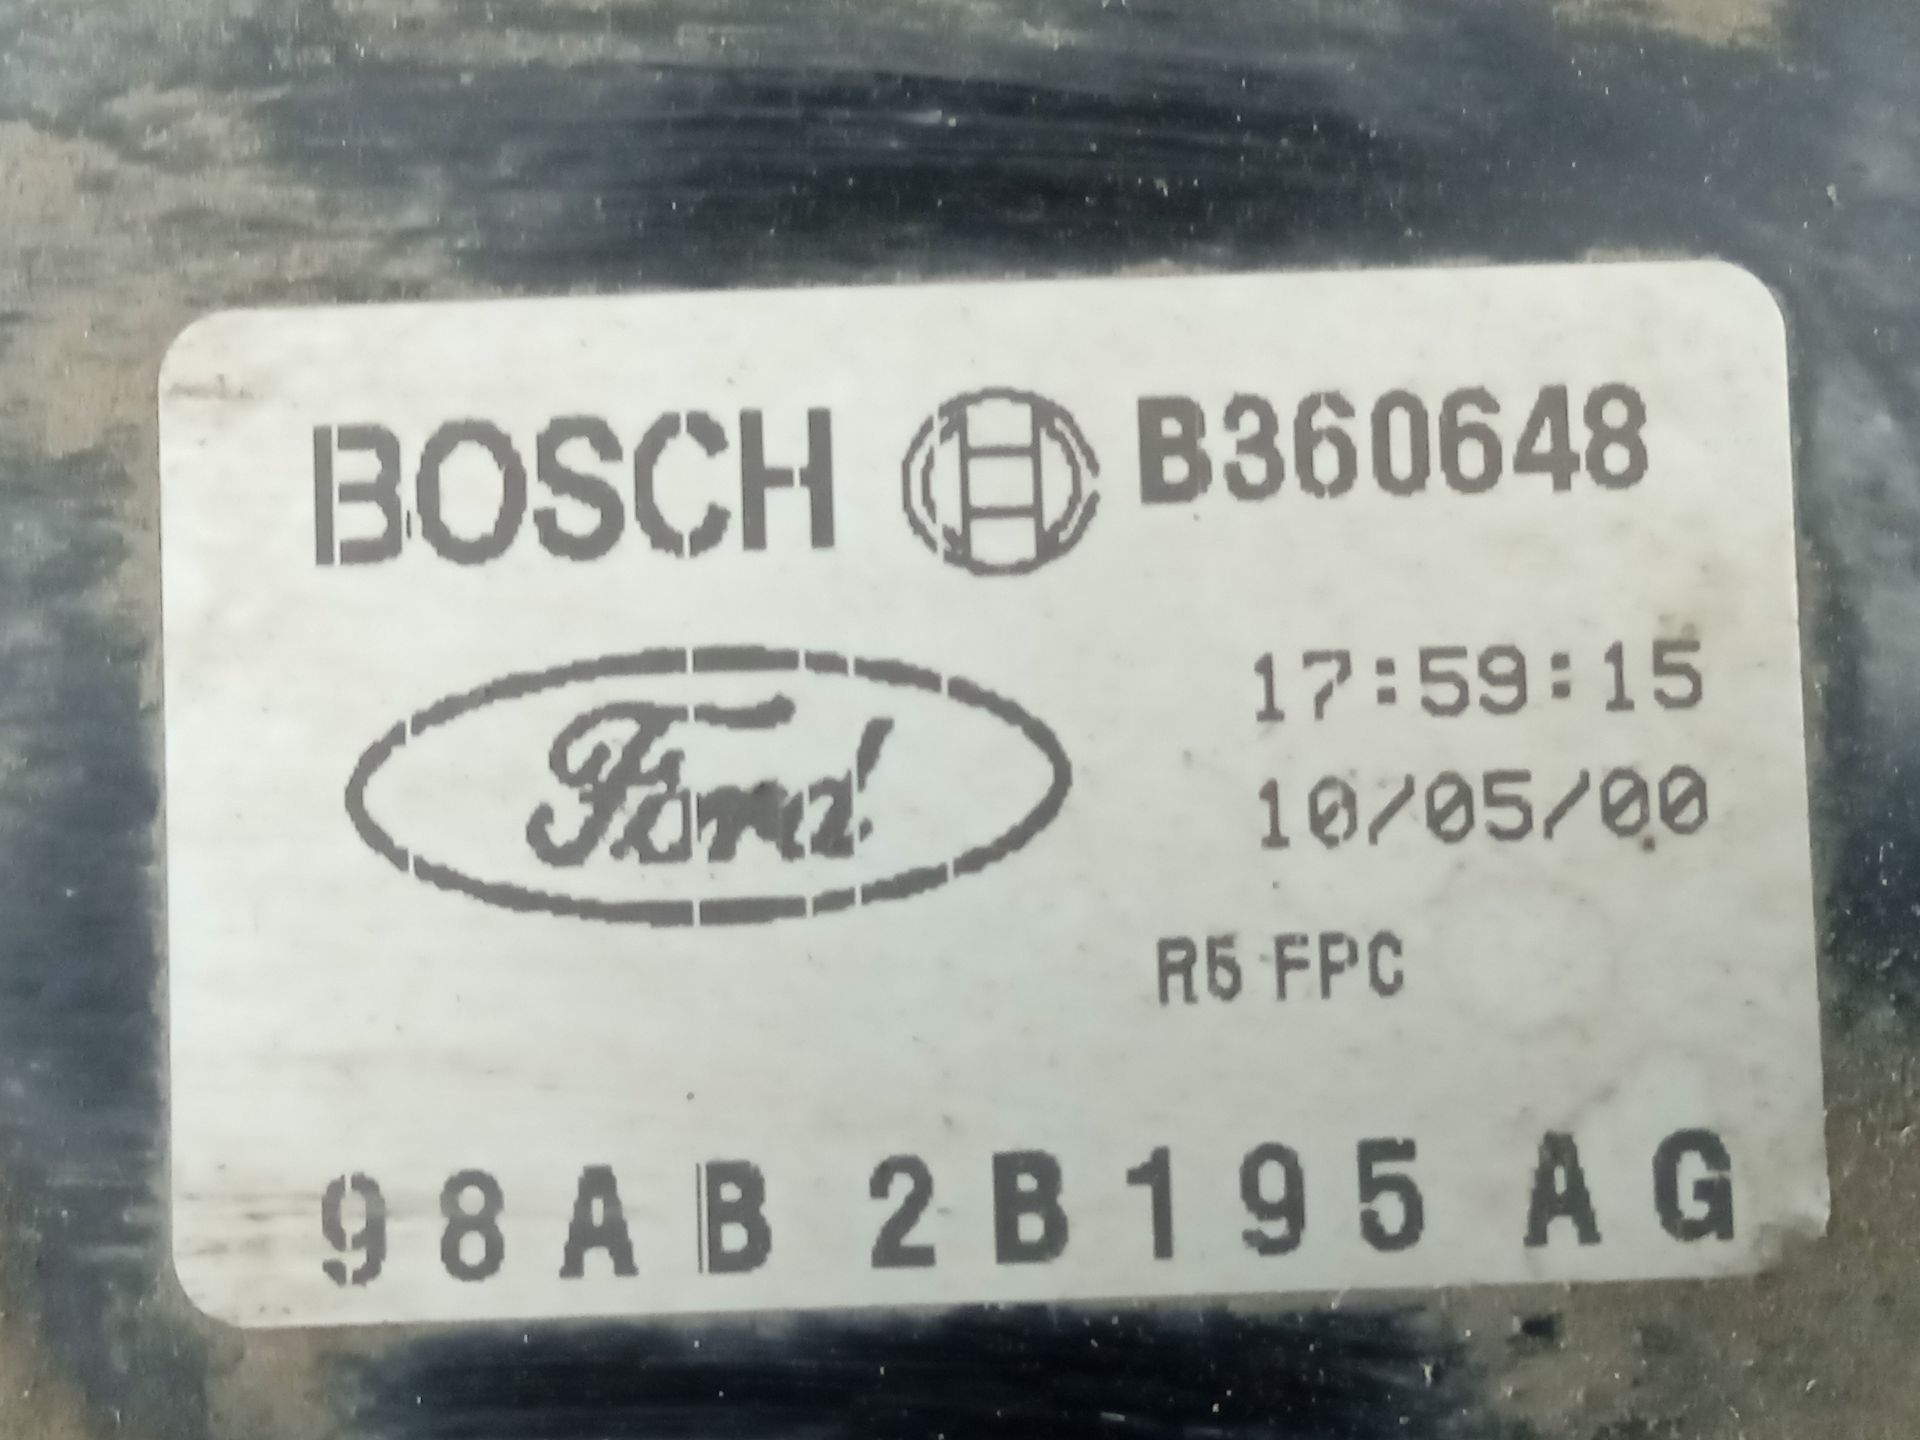 BOSCH B360648
Ford 17:59:15
10/05/00
R5 FPC
98AB 2B195 AG